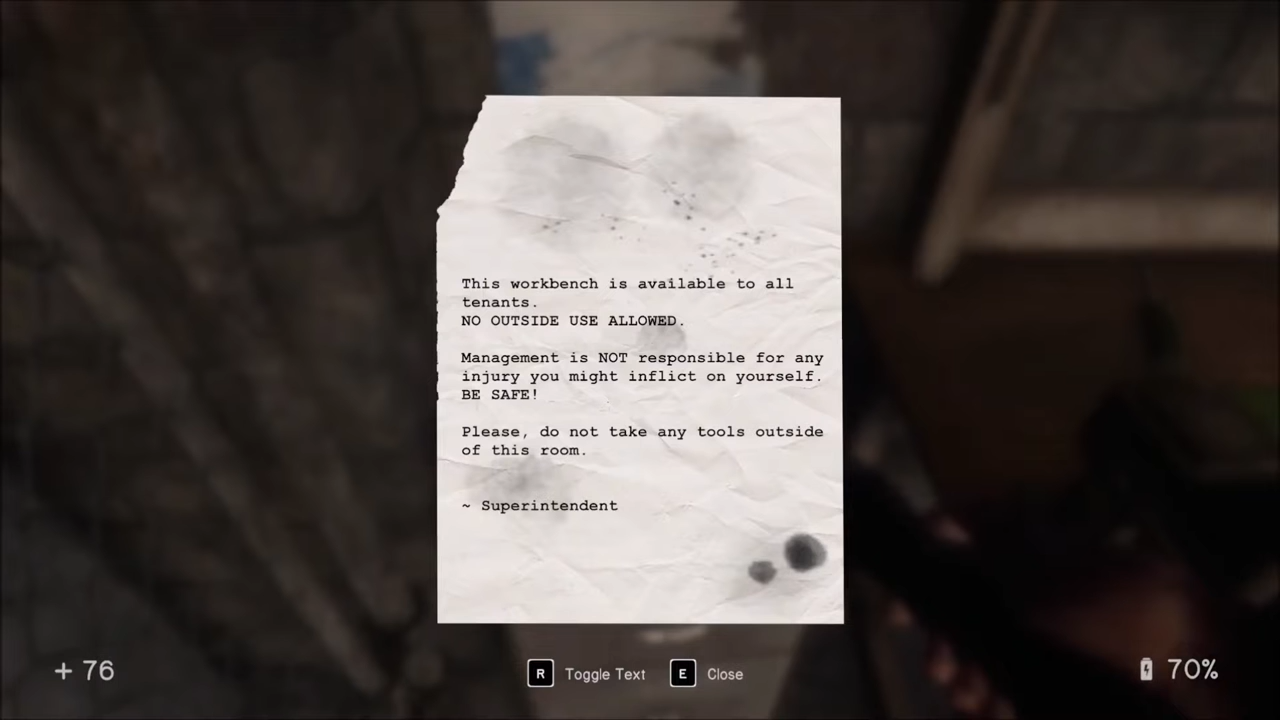 This workbench is available to all
tenants.
NO OUTSIDE USE ALLOWED.
Management is NOT responsible for any
injury you might inflict on yourself.
BE SAFE!
Please, do not take any tools outside
of this room.
~ Superintendent
+ 76
R Toggle Text E Close
70%